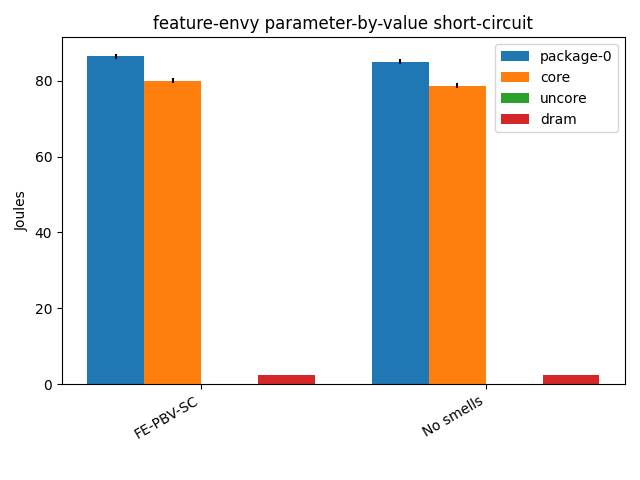 feature-envy parameter-by-value short-circuit
Joules
80
60
40
20
0
package-0
core
uncore
dram
FE-PBV-SC
No smells